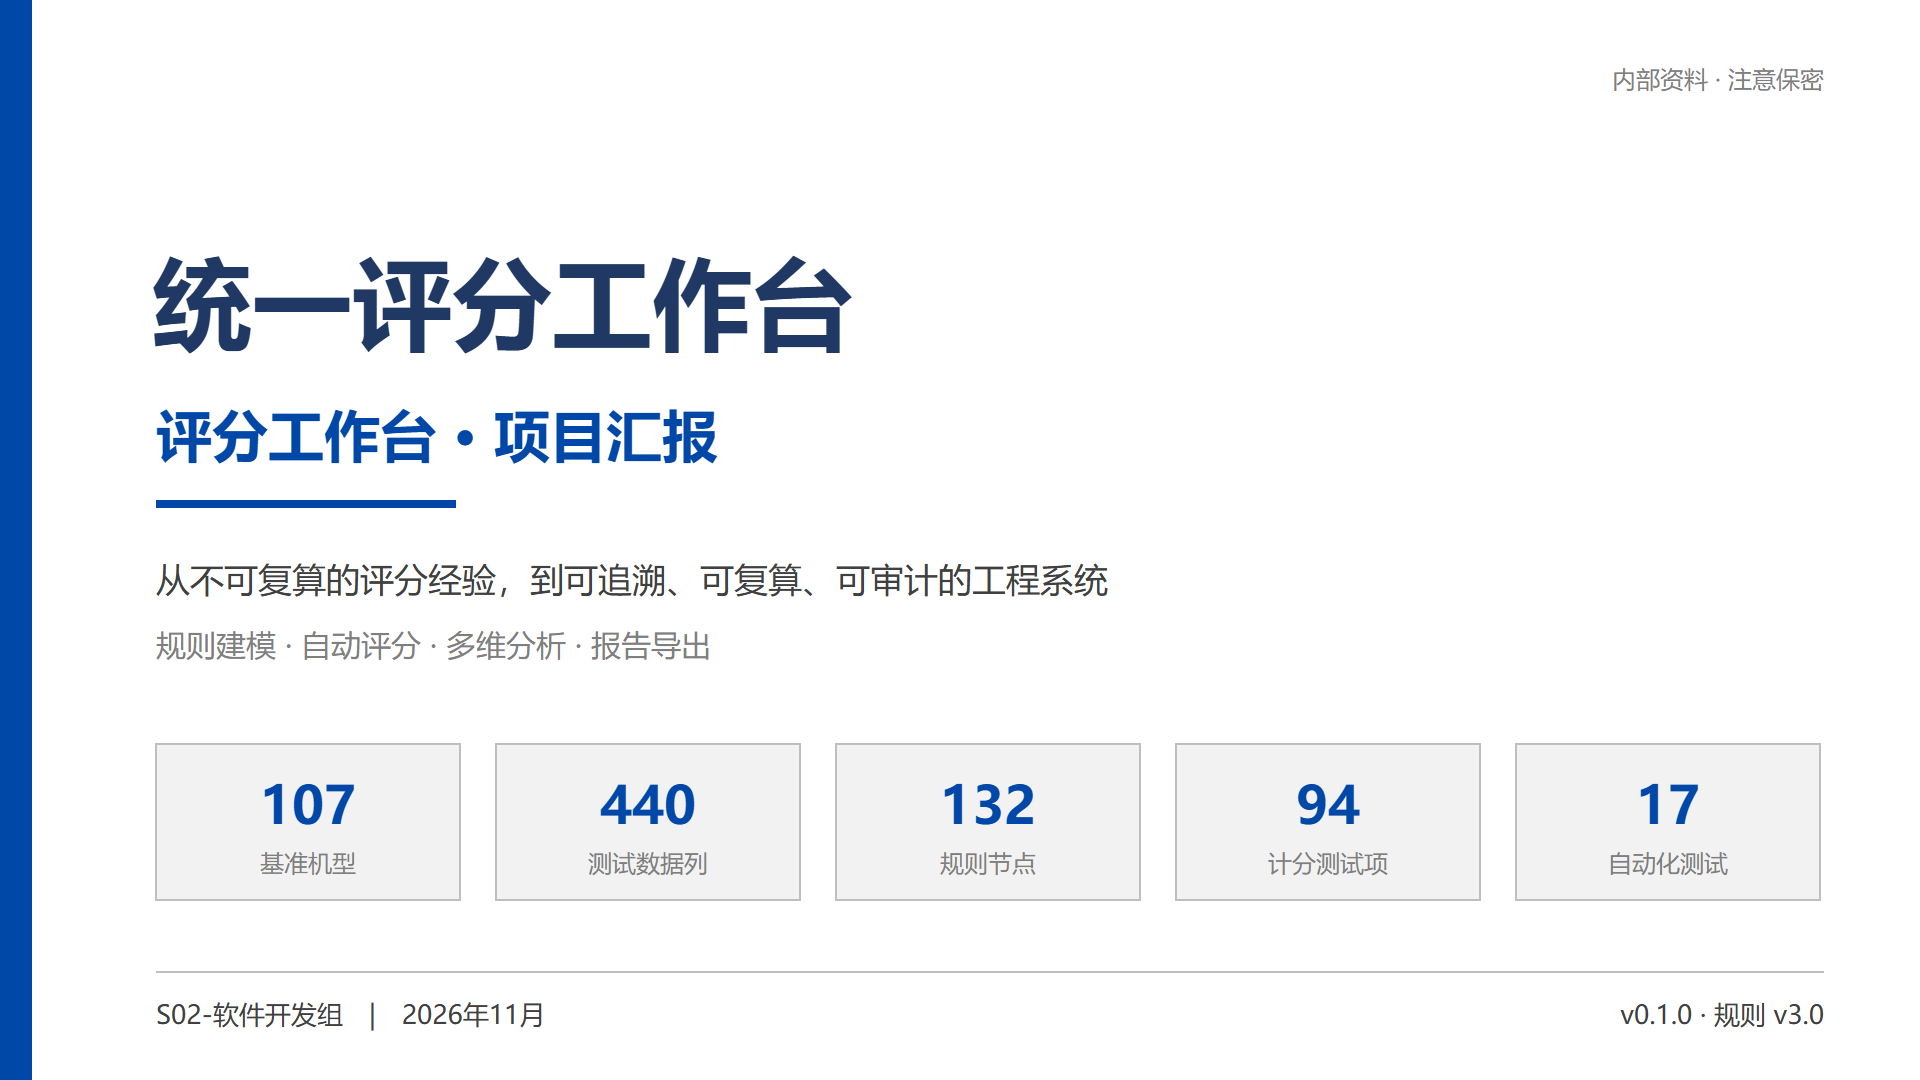 内部资料 · 注意保密
统一评分工作台
评分工作台 · 项目汇报
从不可复算的评分经验，到可追溯、可复算、可审计的工程系统
规则建模 · 自动评分 · 多维分析 · 报告导出
107
基准机型
440
测试数据列
132
规则节点
94
计分测试项
17
自动化测试
S02-软件开发组 | 2026年11月
v0.1.0 · 规则 v3.0